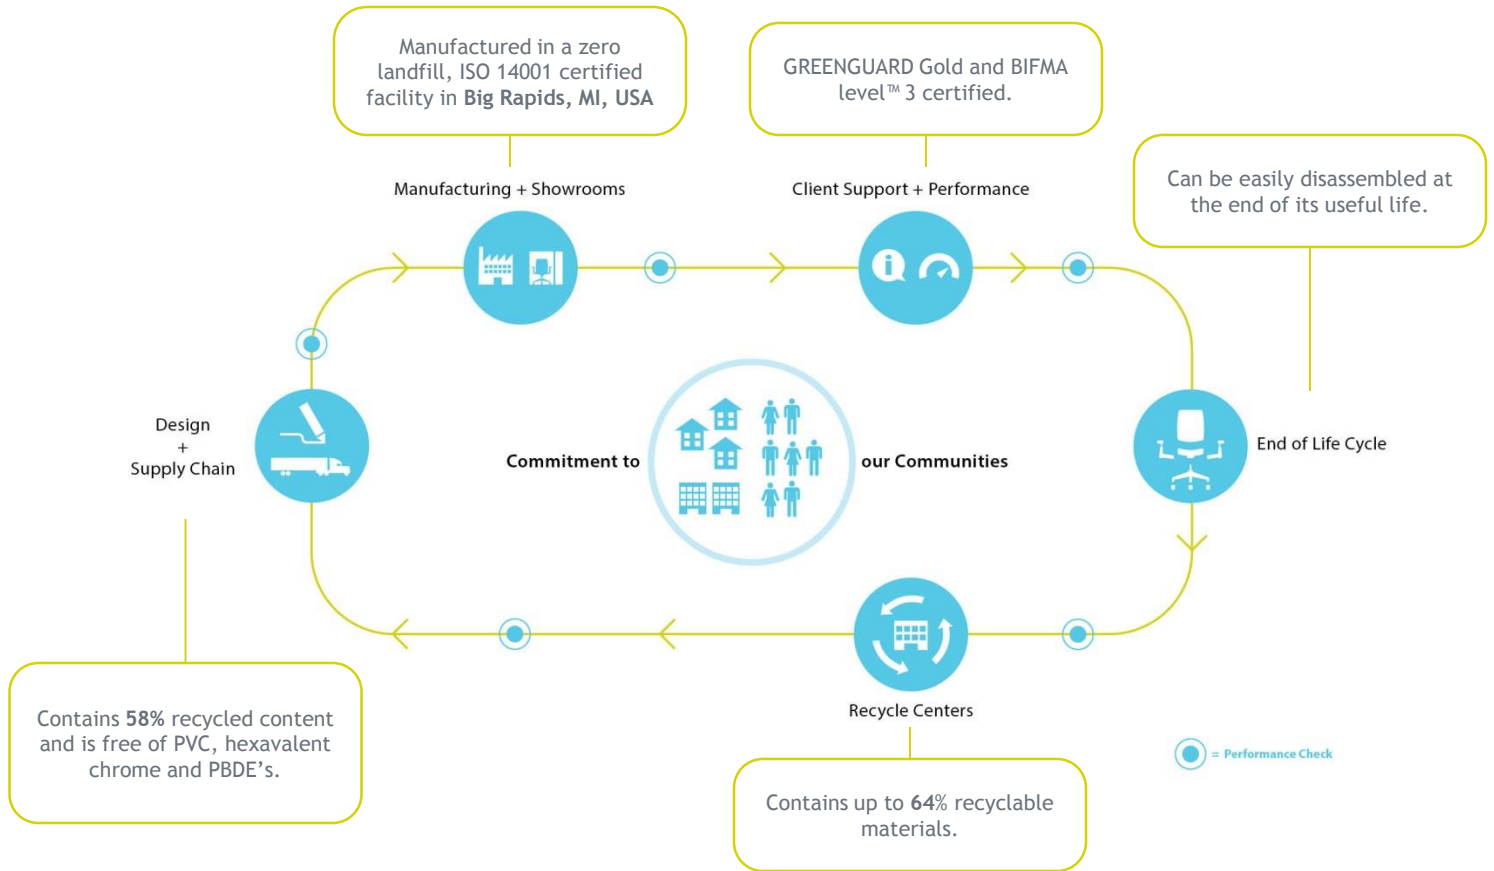 Manufactured in a zero
landfill, ISO 14001 certified
facility in Big Rapids, MI, USA
GREENGUARD Gold and BIFMA
level™ 3 certified.
Can be easily disassembled at
the end of its useful life.
Manufacturing + Showrooms
Client Support + Performance
Design
+
Supply Chain
Commitment to
our Communities
End of Life Cycle
Recycle Centers
Contains 58% recycled content
and is free of PVC, hexavalent
chrome and PBDE’s.
= Performance Check
Contains up to 64% recyclable
materials.